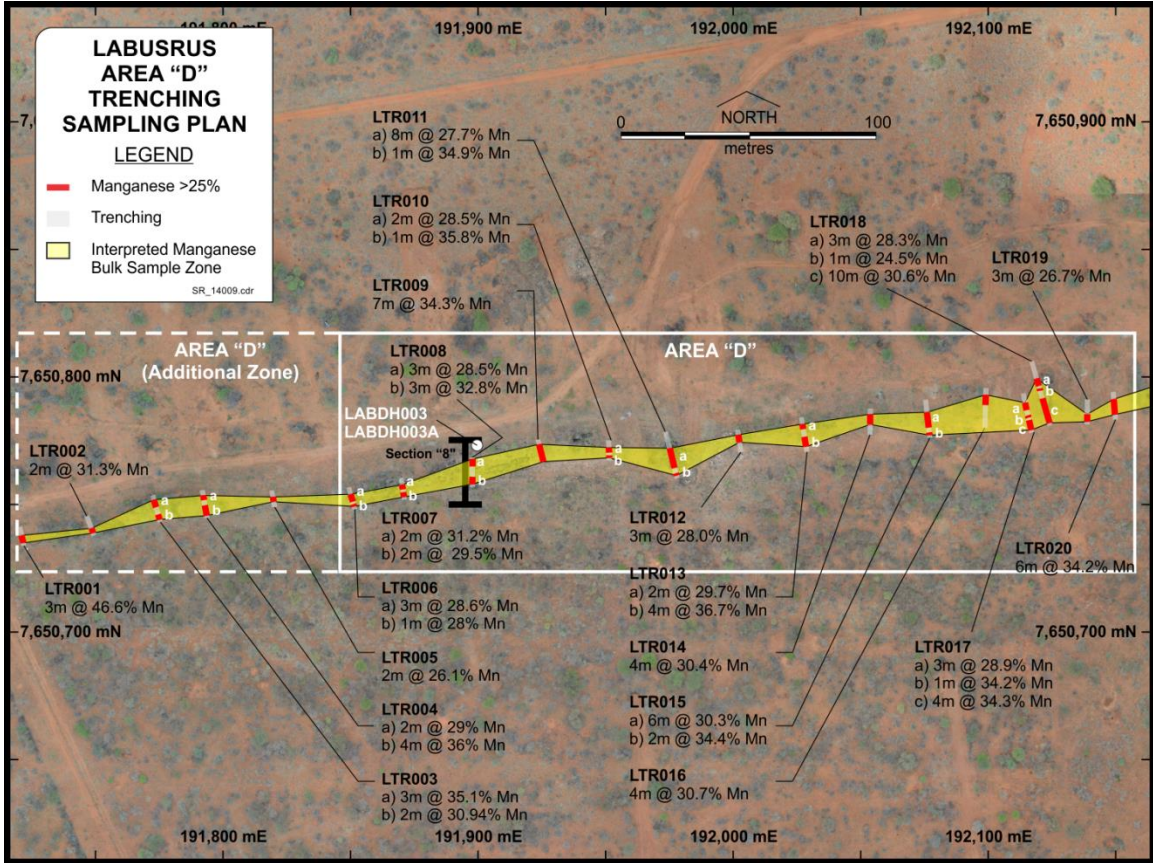 191,800 mE
191,900 mE
192,000 mE
192,100 mE
LABUSRUS
AREA “D”
TRENCHING
SAMPLING PLAN
LEGEND
Manganese >25%
Trenching
Interpreted Manganese
Bulk Sample Zone
SR_14009.cdr
NORTH
0
100
metres
7,650,900 mN
LTR011
a) 8m @ 27.7% Mn
b) 1m @ 34.9% Mn
LTR010
a) 2m @ 28.5% Mn
b) 1m @ 35.8% Mn
LTR009
7m @ 34.3% Mn
LTR018
a) 3m @ 28.3% Mn
b) 1m @ 24.5% Mn
c) 10m @ 30.6% Mn
LTR019
3m @ 26.7% Mn
AREA “D”
(Additional Zone)
AREA “D”
7,650,800 mN
LTR008
a) 3m @ 28.5% Mn
b) 3m @ 32.8% Mn
LABDH003
LABDH003A
Section “8”
LTR002
2m @ 31.3% Mn
a
b
a
b
a
b
a
b
a
b
a
b
a
b
a
b
a
b
a
b
c
a
b
c
LTR001
3m @ 46.6% Mn
LTR007
a) 2m @ 31.2% Mn
b) 2m @ 29.5% Mn
LTR006
a) 3m @ 28.6% Mn
b) 1m @ 28% Mn
LTR005
2m @ 26.1% Mn
LTR004
a) 2m @ 29% Mn
b) 4m @ 36% Mn
LTR003
a) 3m @ 35.1% Mn
b) 2m @ 30.94% Mn
LTR012
3m @ 28.0% Mn
LTR013
a) 2m @ 29.7% Mn
b) 4m @ 36.7% Mn
LTR014
4m @ 30.4% Mn
LTR015
a) 6m @ 30.3% Mn
b) 2m @ 34.4% Mn
LTR016
4m @ 30.7% Mn
LTR020
6m @ 34.2% Mn
LTR017
a) 3m @ 28.9% Mn
b) 1m @ 34.2% Mn
c) 4m @ 34.3% Mn
7,650,700 mN
7,650,700 mN
191,800 mE
191,900 mE
192,000 mE
192,100 mE